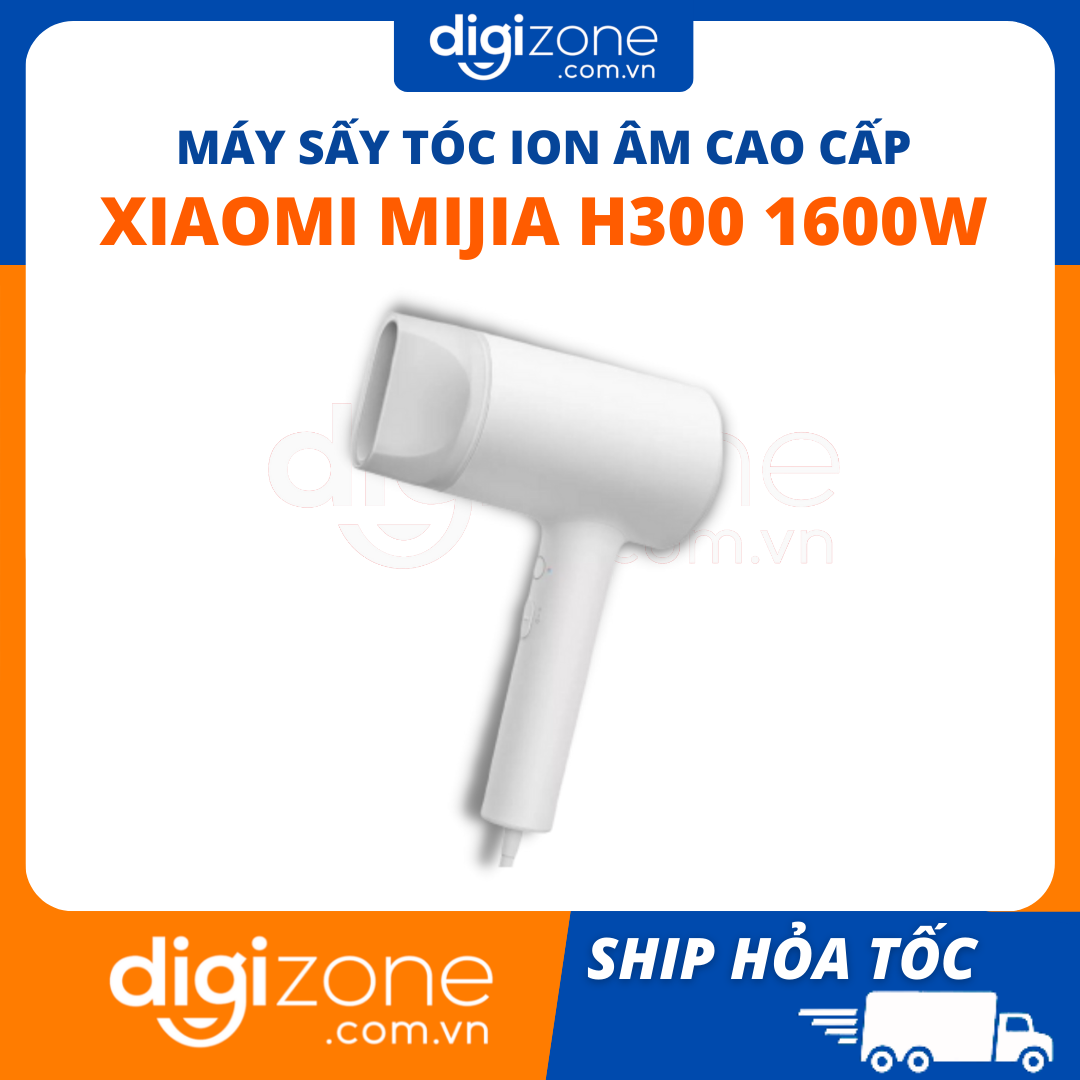 digizone
.com.vn
MÁY SẤY TÓC ION ÂM CAO CẤP
XIAOMI MIJIA H300 1600W
digizone
.com.vn
digizone
.com.vn
SHIP HỎA TỐC